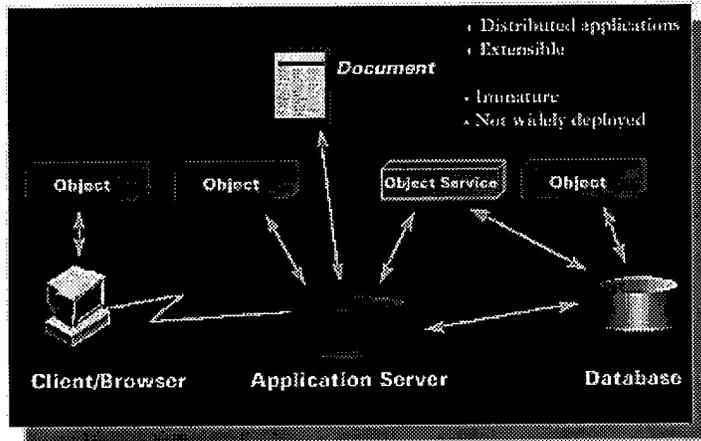 Distributed applications
Extensible
Document
Immature
Not widely deployed
Object
Object
Object Service
Object
Client/Browser
Application Server
Database